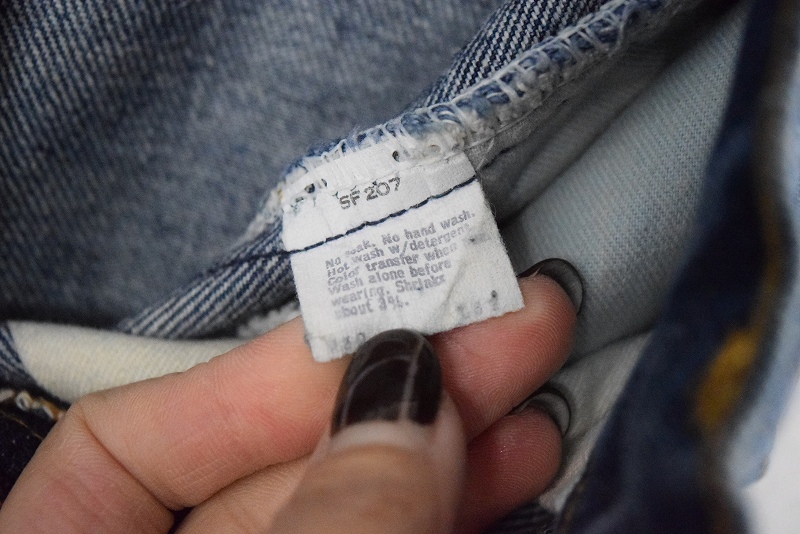 SF 207
No soak. No hand wash.
Hot wash w/detergent
Color transfer when
Wash alone before
wearing. Shrinks
about 3%.